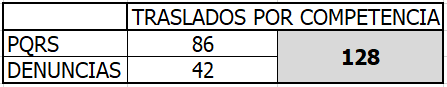 TRASLADOS POR COMPETENCIA
PQRS 86 128
DENUNCIAS 42